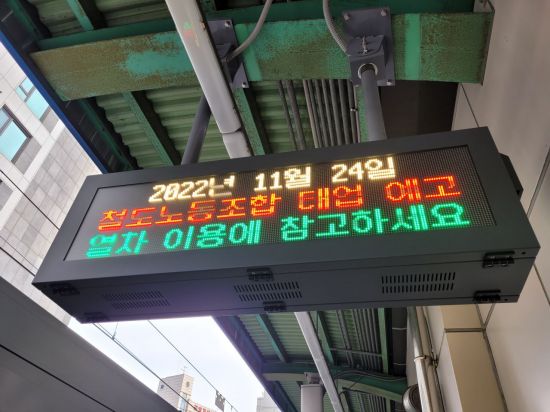 2022년 11월 24일
철도노동조합 태업 예고
열차 이용에 참고하세요